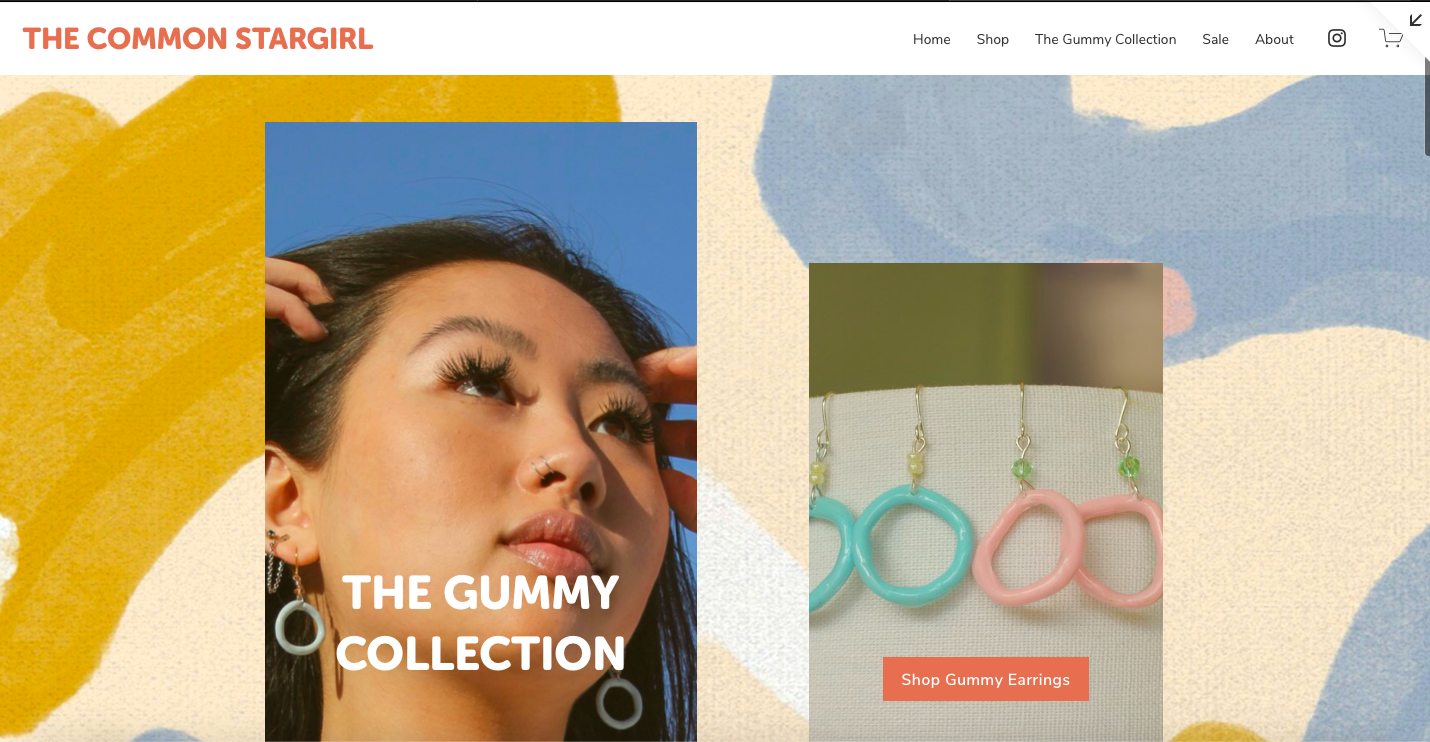 THE COMMON STARGIRL
Home Shop The Gummy Collection Sale About
THE GUMMY
COLLECTION
Shop Gummy Earrings